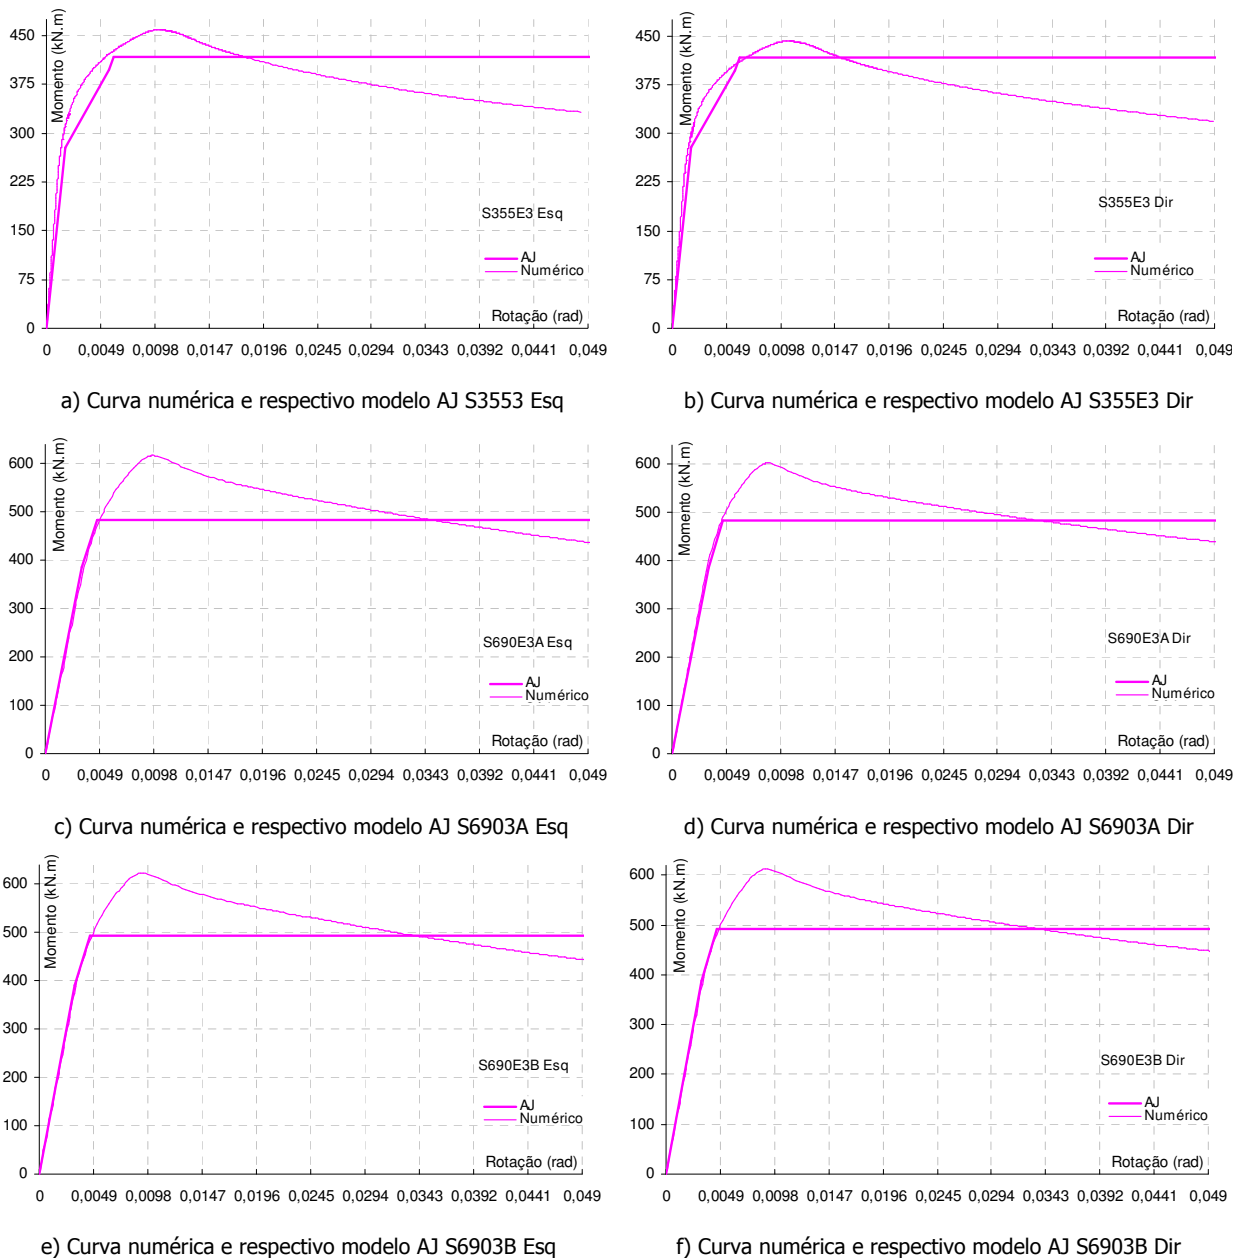 Momento (kN.m)
450
375
300
225
150
75
0
S355E3 Esq
AJ
Numérico
Rotação (rad)
0 0,0049 0,0098 0,0147 0,0196 0,0245 0,0294 0,0343 0,0392 0,0441 0,049
a) Curva numérica e respectivo modelo AJ S3553 Esq
Momento (kN.m)
450
375
300
225
150
75
0
S355E3 Dir
AJ
Numérico
Rotação (rad)
0 0,0049 0,0098 0,0147 0,0196 0,0245 0,0294 0,0343 0,0392 0,0441 0,049
b) Curva numérica e respectivo modelo AJ S355E3 Dir
Momento (kN.m)
600
500
400
300
200
100
0
S690E3A Esq
AJ
Numérico
Rotação (rad)
0 0,0049 0,0098 0,0147 0,0196 0,0245 0,0294 0,0343 0,0392 0,0441 0,049
c) Curva numérica e respectivo modelo AJ S6903A Esq
Momento (kN.m)
600
500
400
300
200
100
0
S690E3A Dir
AJ
Numérico
Rotação (rad)
0 0,0049 0,0098 0,0147 0,0196 0,0245 0,0294 0,0343 0,0392 0,0441 0,049
d) Curva numérica e respectivo modelo AJ S6903A Dir
Momento (kN.m)
600
500
400
300
200
100
0
S690E3B Esq
AJ
Numérico
Rotação (rad)
0 0,0049 0,0098 0,0147 0,0196 0,0245 0,0294 0,0343 0,0392 0,0441 0,049
e) Curva numérica e respectivo modelo AJ S6903B Esq
Momento (kN.m)
600
500
400
300
200
100
0
S690E3B Dir
AJ
Numérico
Rotação (rad)
0 0,0049 0,0098 0,0147 0,0196 0,0245 0,0294 0,0343 0,0392 0,0441 0,049
f) Curva numérica e respectivo modelo AJ S6903B Dir